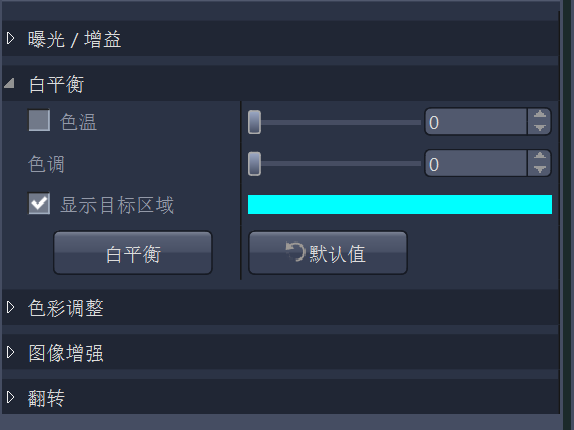 曝光 / 增益
白平衡
色温 0
色调 0
显示目标区域
白平衡 默认值
色彩调整
图像增强
翻转